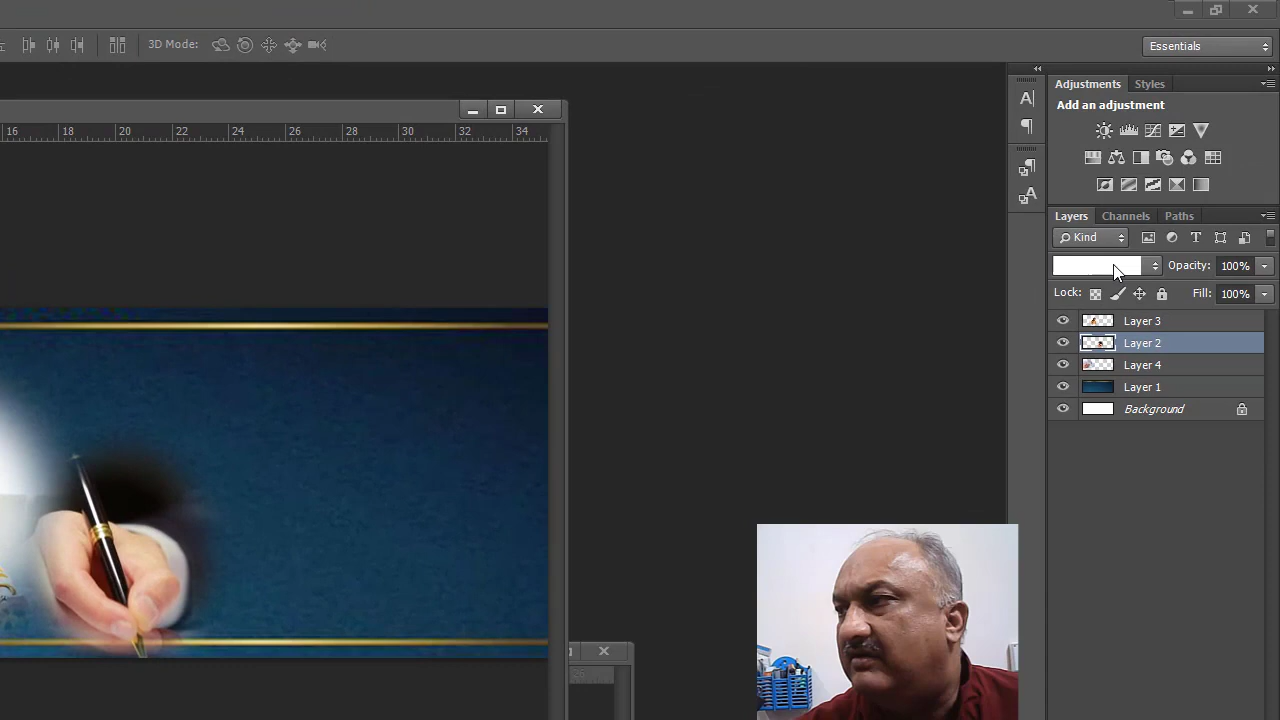 3D Mode:
Essentials
Adjustments Styles
Add an adjustment
16 18 20 22 24 26 28 30 32 34
Layers Channels Paths
Kind
Opacity: 100%
Lock: Fill: 100%
Layer 3
Layer 2
Layer 4
Layer 1
Background
26